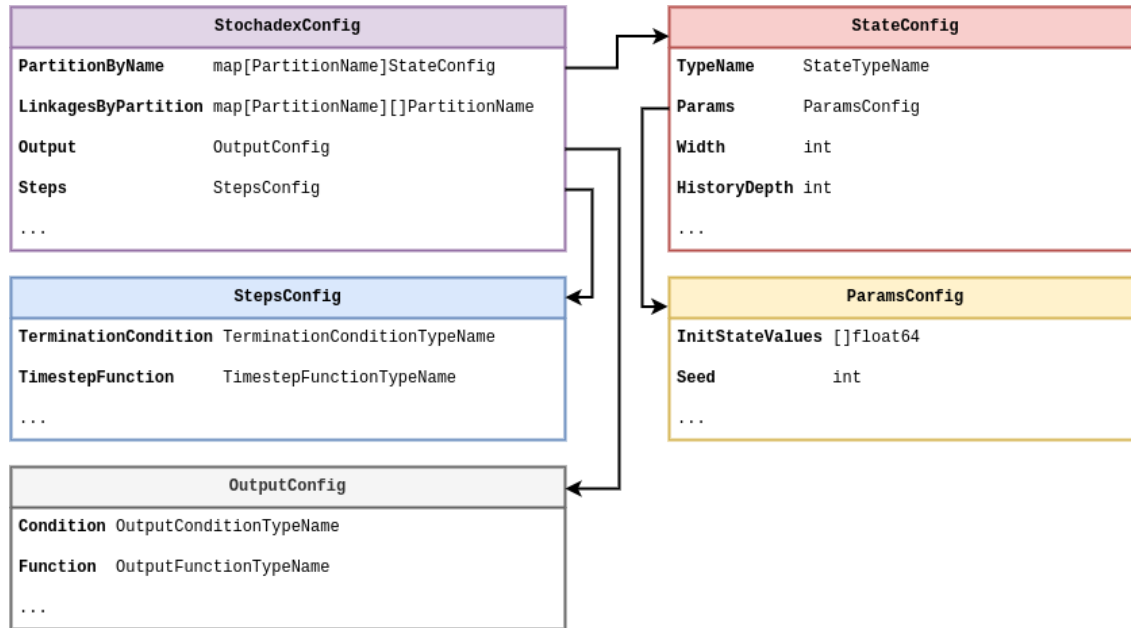 StochadexConfig
PartitionByName map[PartitionName]StateConfig
LinkagesByPartition map[PartitionName][]PartitionName
Output OutputConfig
Steps StepsConfig
...
StateConfig
TypeName StateTypeName
Params ParamsConfig
Width int
HistoryDepth int
...
StepsConfig
TerminationCondition TerminationConditionTypeName
TimestepFunction TimestepFunctionTypeName
...
ParamsConfig
InitStateValues []float64
Seed int
...
OutputConfig
Condition OutputConditionTypeName
Function OutputFunctionTypeName
...